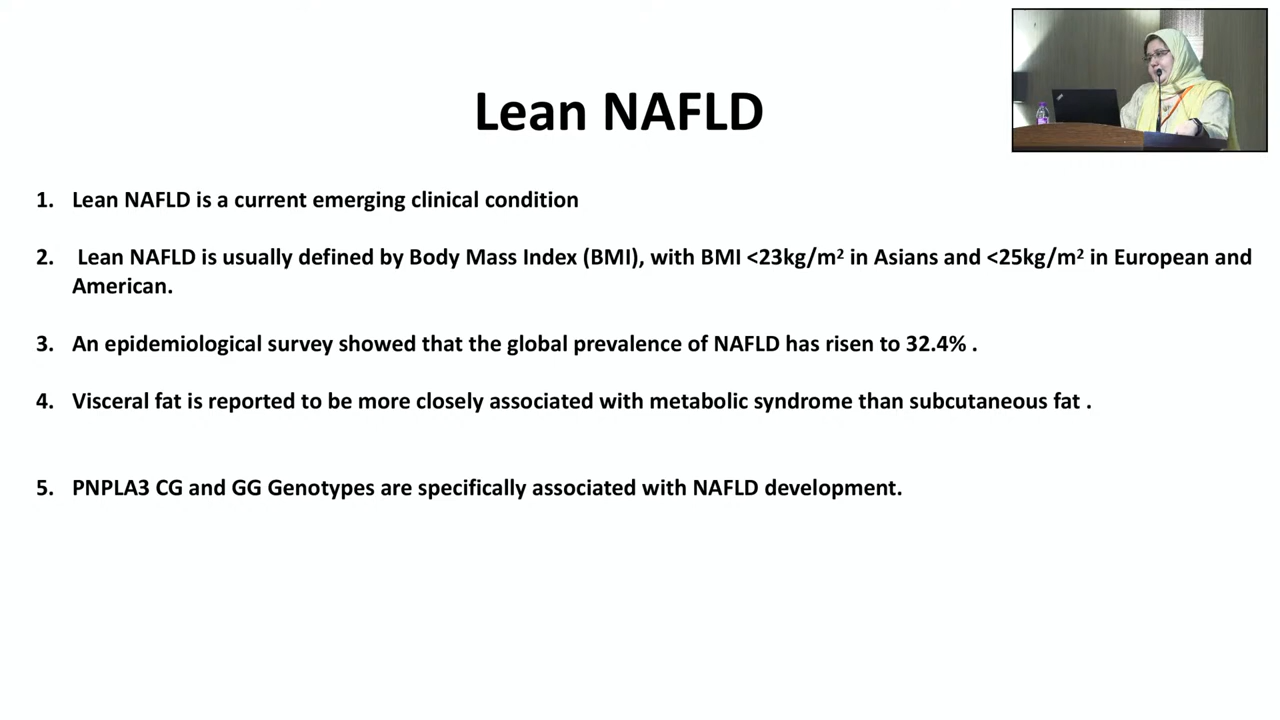 Lean NAFLD
1. Lean NAFLD is a current emerging clinical condition
2. Lean NAFLD is usually defined by Body Mass Index (BMI), with BMI <23kg/m² in Asians and <25kg/m² in European and
American.
3. An epidemiological survey showed that the global prevalence of NAFLD has risen to 32.4% .
4. Visceral fat is reported to be more closely associated with metabolic syndrome than subcutaneous fat .
5. PNPLA3 CG and GG Genotypes are specifically associated with NAFLD development.